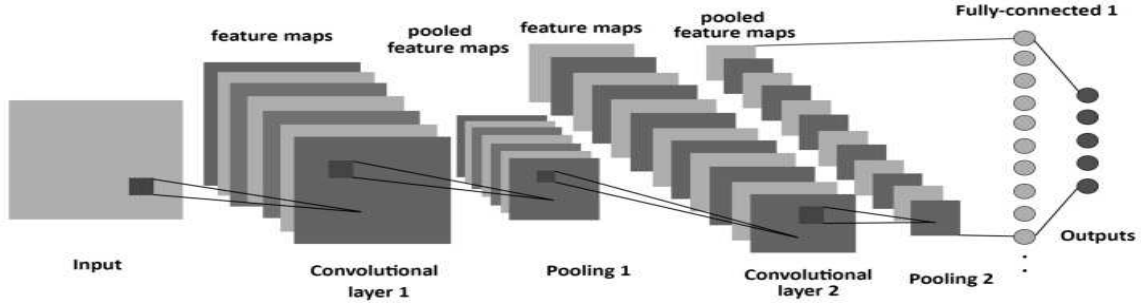 feature maps
pooled
feature maps
feature maps
pooled
feature maps
Fully-connected 1
Input
Convolutional
layer 1
Pooling 1
Convolutional
layer 2
Pooling 2
Outputs